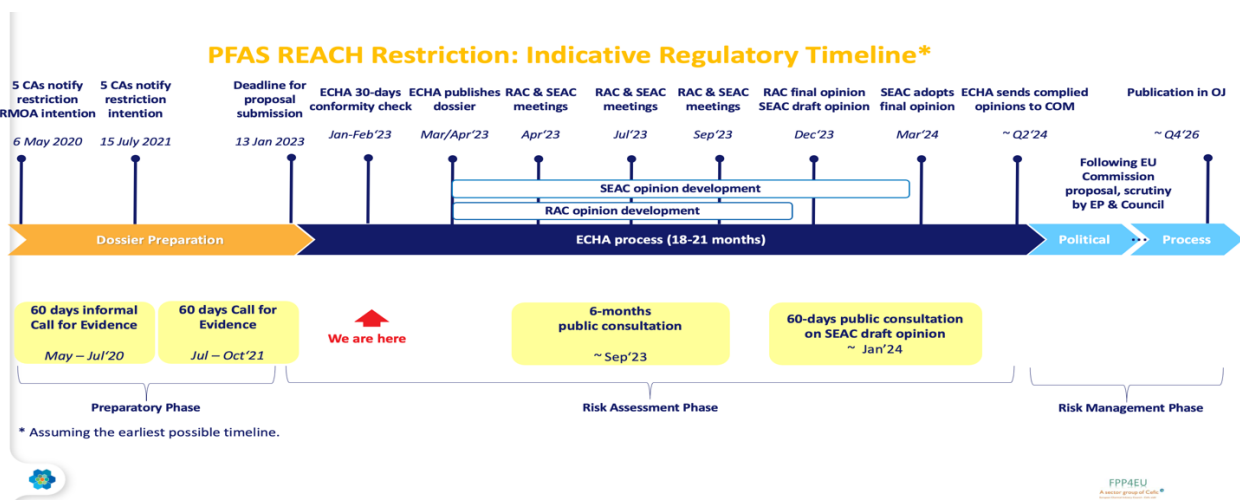 PFAS REACH Restriction: Indicative Regulatory Timeline*
5 CAs notify
restriction
RMOA intention
6 May 2020
5 CAs notify
restriction
intention
15 July 2021
Deadline for
proposal
submission
13 Jan 2023
ECHA 30-days
conformity check
Jan-Feb'23
ECHA publishes
dossier
Mar/Apr'23
RAC & SEAC
meetings
Apr'23
RAC & SEAC
meetings
Jul'23
RAC & SEAC
meetings
Sep'23
RAC final opinion
SEAC draft opinion
Dec'23
SEAC adopts
final opinion
Mar'24
ECHA sends complied
opinions to COM
~ Q2'24
Publication in OJ
~ Q4'26
Following EU
Commission
proposal, scrutiny
by EP & Council
SEAC opinion development
RAC opinion development
Dossier Preparation
ECHA process (18-21 months)
Political
...
Process
60 days informal
Call for Evidence
May – Jul'20
60 days Call for
Evidence
Jul – Oct'21
We are here
6-months
public consultation
~ Sep'23
60-days public consultation
on SEAC draft opinion
~ Jan'24
Preparatory Phase
Risk Assessment Phase
Risk Management Phase
* Assuming the earliest possible timeline.
FPP4EU
A sector group of Cefic